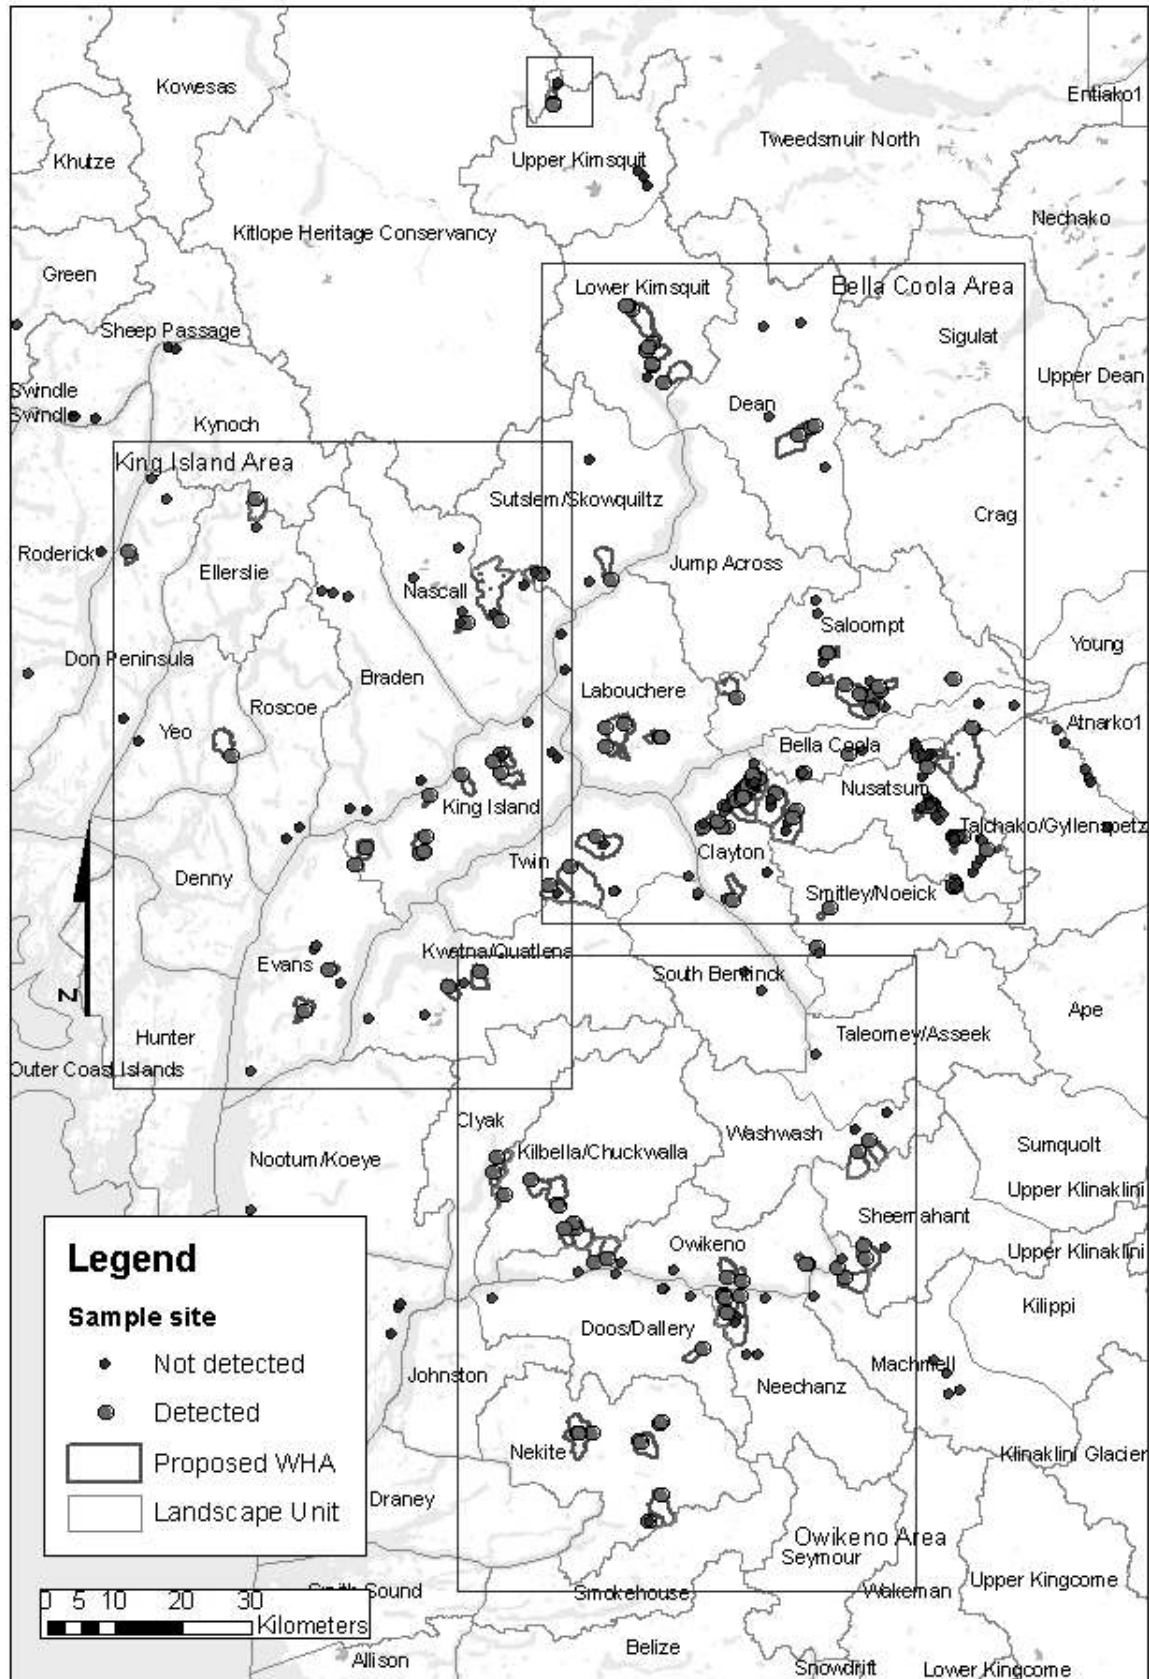 Kowesas
Entiako1
Tweedsmuir North
Khutze
Upper Kimsquit
Nechako
Kitlope Heritage Conservancy
Green
Lower Kimsquit
Bella Coola Area
Sheep Passage
Sigulat
Upper Dean
Swindle
Dean
Swindle
Kynoch
King Island Area
Sutslem/Skowquiltz
Crag
Roderick
Jump Across
Ellerslie
Nascall
Saloompt
Young
Don Peninsula
Braden
Labouchere
Roscoe
Atnarko1
Yeo
Bella Coola
Nusatsum
King Island
Talchako/Gyllenspetz
Clayton
Twin
Denny
Smitley/Noeick
Kwatna/Quatlena
Evans
South Bentinck
Ape
Hunter
Taleomey/Asseek
Outer Coast Islands
Clyak
Washwash
Sumquolt
Kilbella/Chuckwalla
Nootum/Koeye
Upper Klinaklini
Sheemahant
Owikeno
Upper Klinaklini
Kilippi
Doos/Dallery
Machmell
Johnston
Neechanz
Nekite
Klinaklini Glacier
Draney
Owikeno Area
Seymour
Upper Kingcome
Smith Sound
Smokehouse
Wakeman
Belize
Allison
Snowdrift
Lower Kingcome
N
Legend
Sample site
Not detected
Detected
Proposed WHA
Landscape Unit
0 5 10 20 30
Kilometers